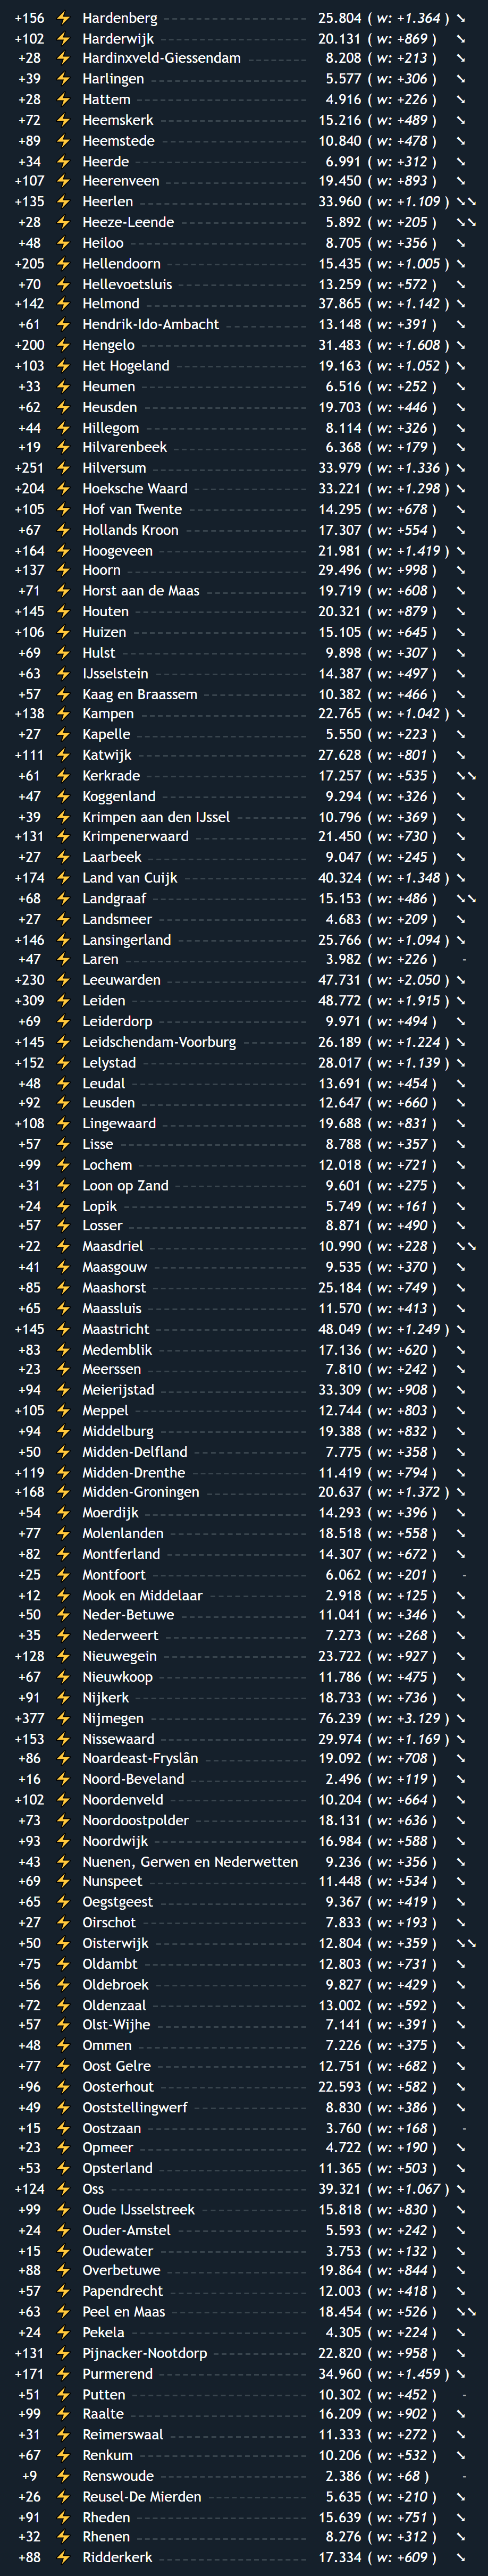 +156 ⚡ Hardenberg 25.804 ( w: +1.364 ) ⬊
+102 ⚡ Harderwijk 20.131 ( w: +869 ) ⬊
+28 ⚡ Hardinxveld-Giessendam 8.208 ( w: +213 ) ⬊
+39 ⚡ Harlingen 5.577 ( w: +306 ) ⬊
+28 ⚡ Hattem 4.916 ( w: +226 ) ⬊
+72 ⚡ Heemskerk 15.216 ( w: +489 ) ⬊
+89 ⚡ Heemstede 10.840 ( w: +478 ) ⬊
+34 ⚡ Heerde 6.991 ( w: +312 ) ⬊
+107 ⚡ Heerenveen 19.450 ( w: +893 ) ⬊
+135 ⚡ Heerlen 33.960 ( w: +1.109 ) ⬊⬊
+28 ⚡ Heeze-Leende 5.892 ( w: +205 ) ⬊⬊
+48 ⚡ Heiloo 8.705 ( w: +356 ) ⬊
+205 ⚡ Hellendoorn 15.435 ( w: +1.005 ) ⬊
+70 ⚡ Hellevoetsluis 13.259 ( w: +572 ) ⬊
+142 ⚡ Helmond 37.865 ( w: +1.142 ) ⬊
+61 ⚡ Hendrik-Ido-Ambacht 13.148 ( w: +391 ) ⬊
+200 ⚡ Hengelo 31.483 ( w: +1.608 ) ⬊
+103 ⚡ Het Hogeland 19.163 ( w: +1.052 ) ⬊
+33 ⚡ Heumen 6.516 ( w: +252 ) ⬊
+62 ⚡ Heusden 19.703 ( w: +446 ) ⬊
+44 ⚡ Hillegom 8.114 ( w: +326 ) ⬊
+19 ⚡ Hilvarenbeek 6.368 ( w: +179 ) ⬊
+251 ⚡ Hilversum 33.979 ( w: +1.336 ) ⬊
+204 ⚡ Hoeksche Waard 33.221 ( w: +1.298 ) ⬊
+105 ⚡ Hof van Twente 14.295 ( w: +678 ) ⬊
+67 ⚡ Hollands Kroon 17.307 ( w: +554 ) ⬊
+164 ⚡ Hoogeveen 21.981 ( w: +1.419 ) ⬊
+137 ⚡ Hoorn 29.496 ( w: +998 ) ⬊
+71 ⚡ Horst aan de Maas 19.719 ( w: +608 ) ⬊
+145 ⚡ Houten 20.321 ( w: +879 ) ⬊
+106 ⚡ Huizen 15.105 ( w: +645 ) ⬊
+69 ⚡ Hulst 9.898 ( w: +307 ) ⬊
+63 ⚡ IJsselstein 14.387 ( w: +497 ) ⬊
+57 ⚡ Kaag en Braassem 10.382 ( w: +466 ) ⬊
+138 ⚡ Kampen 22.765 ( w: +1.042 ) ⬊
+27 ⚡ Kapelle 5.550 ( w: +223 ) ⬊
+111 ⚡ Katwijk 27.628 ( w: +801 ) ⬊
+61 ⚡ Kerkrade 17.257 ( w: +535 ) ⬊⬊
+47 ⚡ Koggenland 9.294 ( w: +326 ) ⬊
+39 ⚡ Krimpen aan den IJssel 10.796 ( w: +369 ) ⬊
+131 ⚡ Krimpenerwaard 21.450 ( w: +730 ) ⬊
+27 ⚡ Laarbeek 9.047 ( w: +245 ) ⬊
+174 ⚡ Land van Cuijk 40.324 ( w: +1.348 ) ⬊
+68 ⚡ Landgraaf 15.153 ( w: +486 ) ⬊⬊
+27 ⚡ Landsmeer 4.683 ( w: +209 ) ⬊
+146 ⚡ Lansingerland 25.766 ( w: +1.094 ) ⬊
+47 ⚡ Laren 3.982 ( w: +226 ) -
+230 ⚡ Leeuwarden 47.731 ( w: +2.050 ) ⬊
+309 ⚡ Leiden 48.772 ( w: +1.915 ) ⬊
+69 ⚡ Leiderdorp 9.971 ( w: +494 ) ⬊
+145 ⚡ Leidschendam-Voorburg 26.189 ( w: +1.224 ) ⬊
+152 ⚡ Lelystad 28.017 ( w: +1.139 ) ⬊
+48 ⚡ Leudal 13.691 ( w: +454 ) ⬊
+92 ⚡ Leusden 12.647 ( w: +660 ) ⬊
+108 ⚡ Lingewaard 19.688 ( w: +831 ) ⬊
+57 ⚡ Lisse 8.788 ( w: +357 ) ⬊
+99 ⚡ Lochem 12.018 ( w: +721 ) ⬊
+31 ⚡ Loon op Zand 9.601 ( w: +275 ) ⬊
+24 ⚡ Lopik 5.749 ( w: +161 ) ⬊
+57 ⚡ Losser 8.871 ( w: +490 ) ⬊
+22 ⚡ Maasdriel 10.990 ( w: +228 ) ⬊⬊
+41 ⚡ Maasgouw 9.535 ( w: +370 ) ⬊
+85 ⚡ Maashorst 25.184 ( w: +749 ) ⬊
+65 ⚡ Maassluis 11.570 ( w: +413 ) ⬊
+145 ⚡ Maastricht 48.049 ( w: +1.249 ) ⬊
+83 ⚡ Medemblik 17.136 ( w: +620 ) ⬊
+23 ⚡ Meerssen 7.810 ( w: +242 ) ⬊
+94 ⚡ Meierijstad 33.309 ( w: +908 ) ⬊
+105 ⚡ Meppel 12.744 ( w: +803 ) ⬊
+94 ⚡ Middelburg 19.388 ( w: +832 ) ⬊
+50 ⚡ Midden-Delfland 7.775 ( w: +358 ) ⬊
+119 ⚡ Midden-Drenthe 11.419 ( w: +794 ) ⬊
+168 ⚡ Midden-Groningen 20.637 ( w: +1.372 ) ⬊
+54 ⚡ Moerdijk 14.293 ( w: +396 ) ⬊
+77 ⚡ Molenlanden 18.518 ( w: +558 ) ⬊
+82 ⚡ Montferland 14.307 ( w: +672 ) ⬊
+25 ⚡ Montfoort 6.062 ( w: +201 ) -
+12 ⚡ Mook en Middelaar 2.918 ( w: +125 ) ⬊
+50 ⚡ Neder-Betuwe 11.041 ( w: +346 ) ⬊
+35 ⚡ Nederweert 7.273 ( w: +268 ) ⬊
+128 ⚡ Nieuwegein 23.722 ( w: +927 ) ⬊
+67 ⚡ Nieuwkoop 11.786 ( w: +475 ) ⬊
+91 ⚡ Nijkerk 18.733 ( w: +736 ) ⬊
+377 ⚡ Nijmegen 76.239 ( w: +3.129 ) ⬊
+153 ⚡ Nissewaard 29.974 ( w: +1.169 ) ⬊
+86 ⚡ Noardeast-Fryslân 19.092 ( w: +708 ) ⬊
+16 ⚡ Noord-Beveland 2.496 ( w: +119 ) ⬊
+102 ⚡ Noordenveld 10.204 ( w: +664 ) ⬊
+73 ⚡ Noordoostpolder 18.131 ( w: +636 ) ⬊
+93 ⚡ Noordwijk 16.984 ( w: +588 ) ⬊
+43 ⚡ Nuenen, Gerwen en Nederwetten 9.236 ( w: +356 ) ⬊
+69 ⚡ Nunspeet 11.448 ( w: +534 ) ⬊
+65 ⚡ Oegstgeest 9.367 ( w: +419 ) ⬊
+27 ⚡ Oirschot 7.833 ( w: +193 ) ⬊
+50 ⚡ Oisterwijk 12.804 ( w: +359 ) ⬊⬊
+75 ⚡ Oldambt 12.803 ( w: +731 ) ⬊
+56 ⚡ Oldebroek 9.827 ( w: +429 ) ⬊
+72 ⚡ Oldenzaal 13.002 ( w: +592 ) ⬊
+57 ⚡ Olst-Wijhe 7.141 ( w: +391 ) ⬊
+48 ⚡ Ommen 7.226 ( w: +375 ) ⬊
+77 ⚡ Oost Gelre 12.751 ( w: +682 ) ⬊
+96 ⚡ Oosterhout 22.593 ( w: +582 ) ⬊
+49 ⚡ Ooststellingwerf 8.830 ( w: +386 ) ⬊
+15 ⚡ Oostzaan 3.760 ( w: +168 ) -
+23 ⚡ Opmeer 4.722 ( w: +190 ) ⬊
+53 ⚡ Opsterland 11.365 ( w: +503 ) ⬊
+124 ⚡ Oss 39.321 ( w: +1.067 ) ⬊
+99 ⚡ Oude IJsselstreek 15.818 ( w: +830 ) ⬊
+24 ⚡ Ouder-Amstel 5.593 ( w: +242 ) ⬊
+15 ⚡ Oudewater 3.753 ( w: +132 ) ⬊
+88 ⚡ Overbetuwe 19.864 ( w: +844 ) ⬊
+57 ⚡ Papendrecht 12.003 ( w: +418 ) ⬊
+63 ⚡ Peel en Maas 18.454 ( w: +526 ) ⬊⬊
+24 ⚡ Pekela 4.305 ( w: +224 ) ⬊
+131 ⚡ Pijnacker-Nootdorp 22.820 ( w: +958 ) ⬊
+171 ⚡ Purmerend 34.960 ( w: +1.459 ) ⬊
+51 ⚡ Putten 10.302 ( w: +452 ) -
+99 ⚡ Raalte 16.209 ( w: +902 ) ⬊
+31 ⚡ Reimerswaal 11.333 ( w: +272 ) ⬊
+67 ⚡ Renkum 10.206 ( w: +532 ) ⬊
+9 ⚡ Renswoude 2.386 ( w: +68 ) -
+26 ⚡ Reusel-De Mierden 5.635 ( w: +210 ) ⬊
+91 ⚡ Rheden 15.639 ( w: +751 ) ⬊
+32 ⚡ Rhenen 8.276 ( w: +312 ) ⬊
+88 ⚡ Ridderkerk 17.334 ( w: +609 ) ⬊